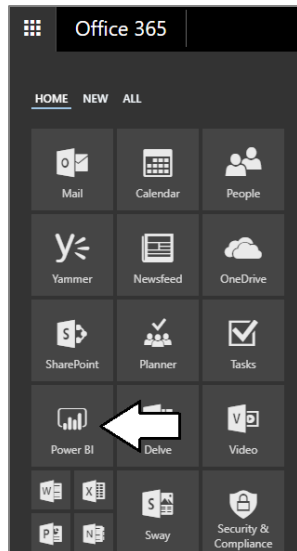 Office 365
HOME NEW ALL
Mail Calendar People
Yammer Newsfeed OneDrive
SharePoint Planner Tasks
Power BI Delve Video
Sway Security &
Compliance